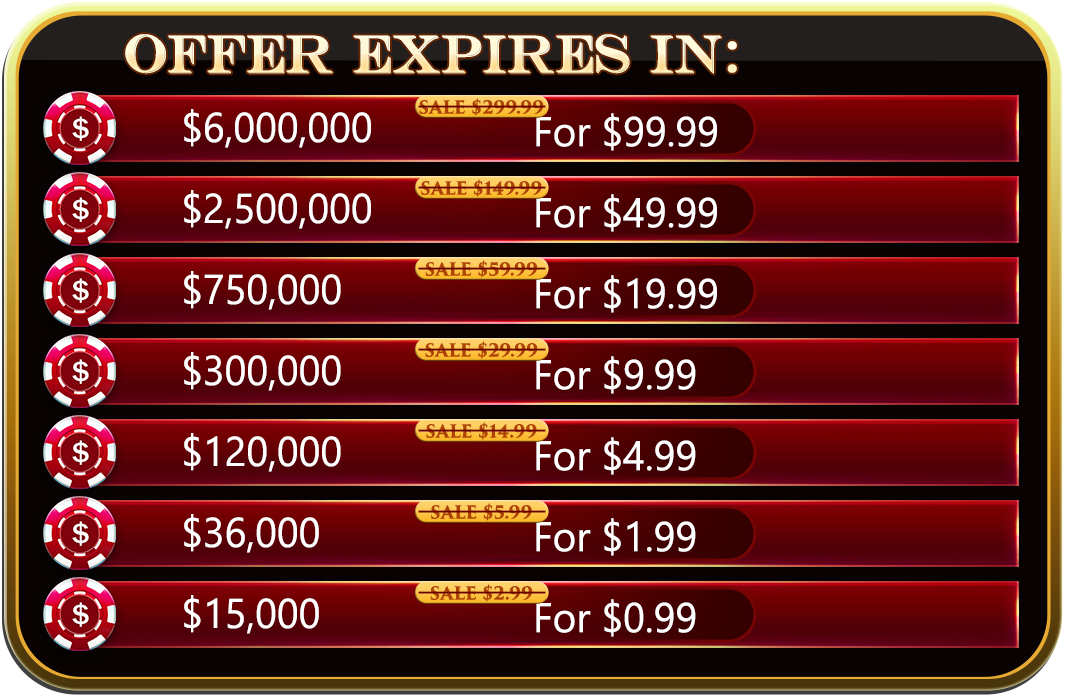 OFFER EXPIRES IN:
$ $6,000,000 SALE $299.99 For $99.99
$ $2,500,000 SALE $149.99 For $49.99
$ $750,000 SALE $59.99 For $19.99
$ $300,000 SALE $29.99 For $9.99
$ $120,000 SALE $14.99 For $4.99
$ $36,000 SALE $5.99 For $1.99
$ $15,000 SALE $2.99 For $0.99